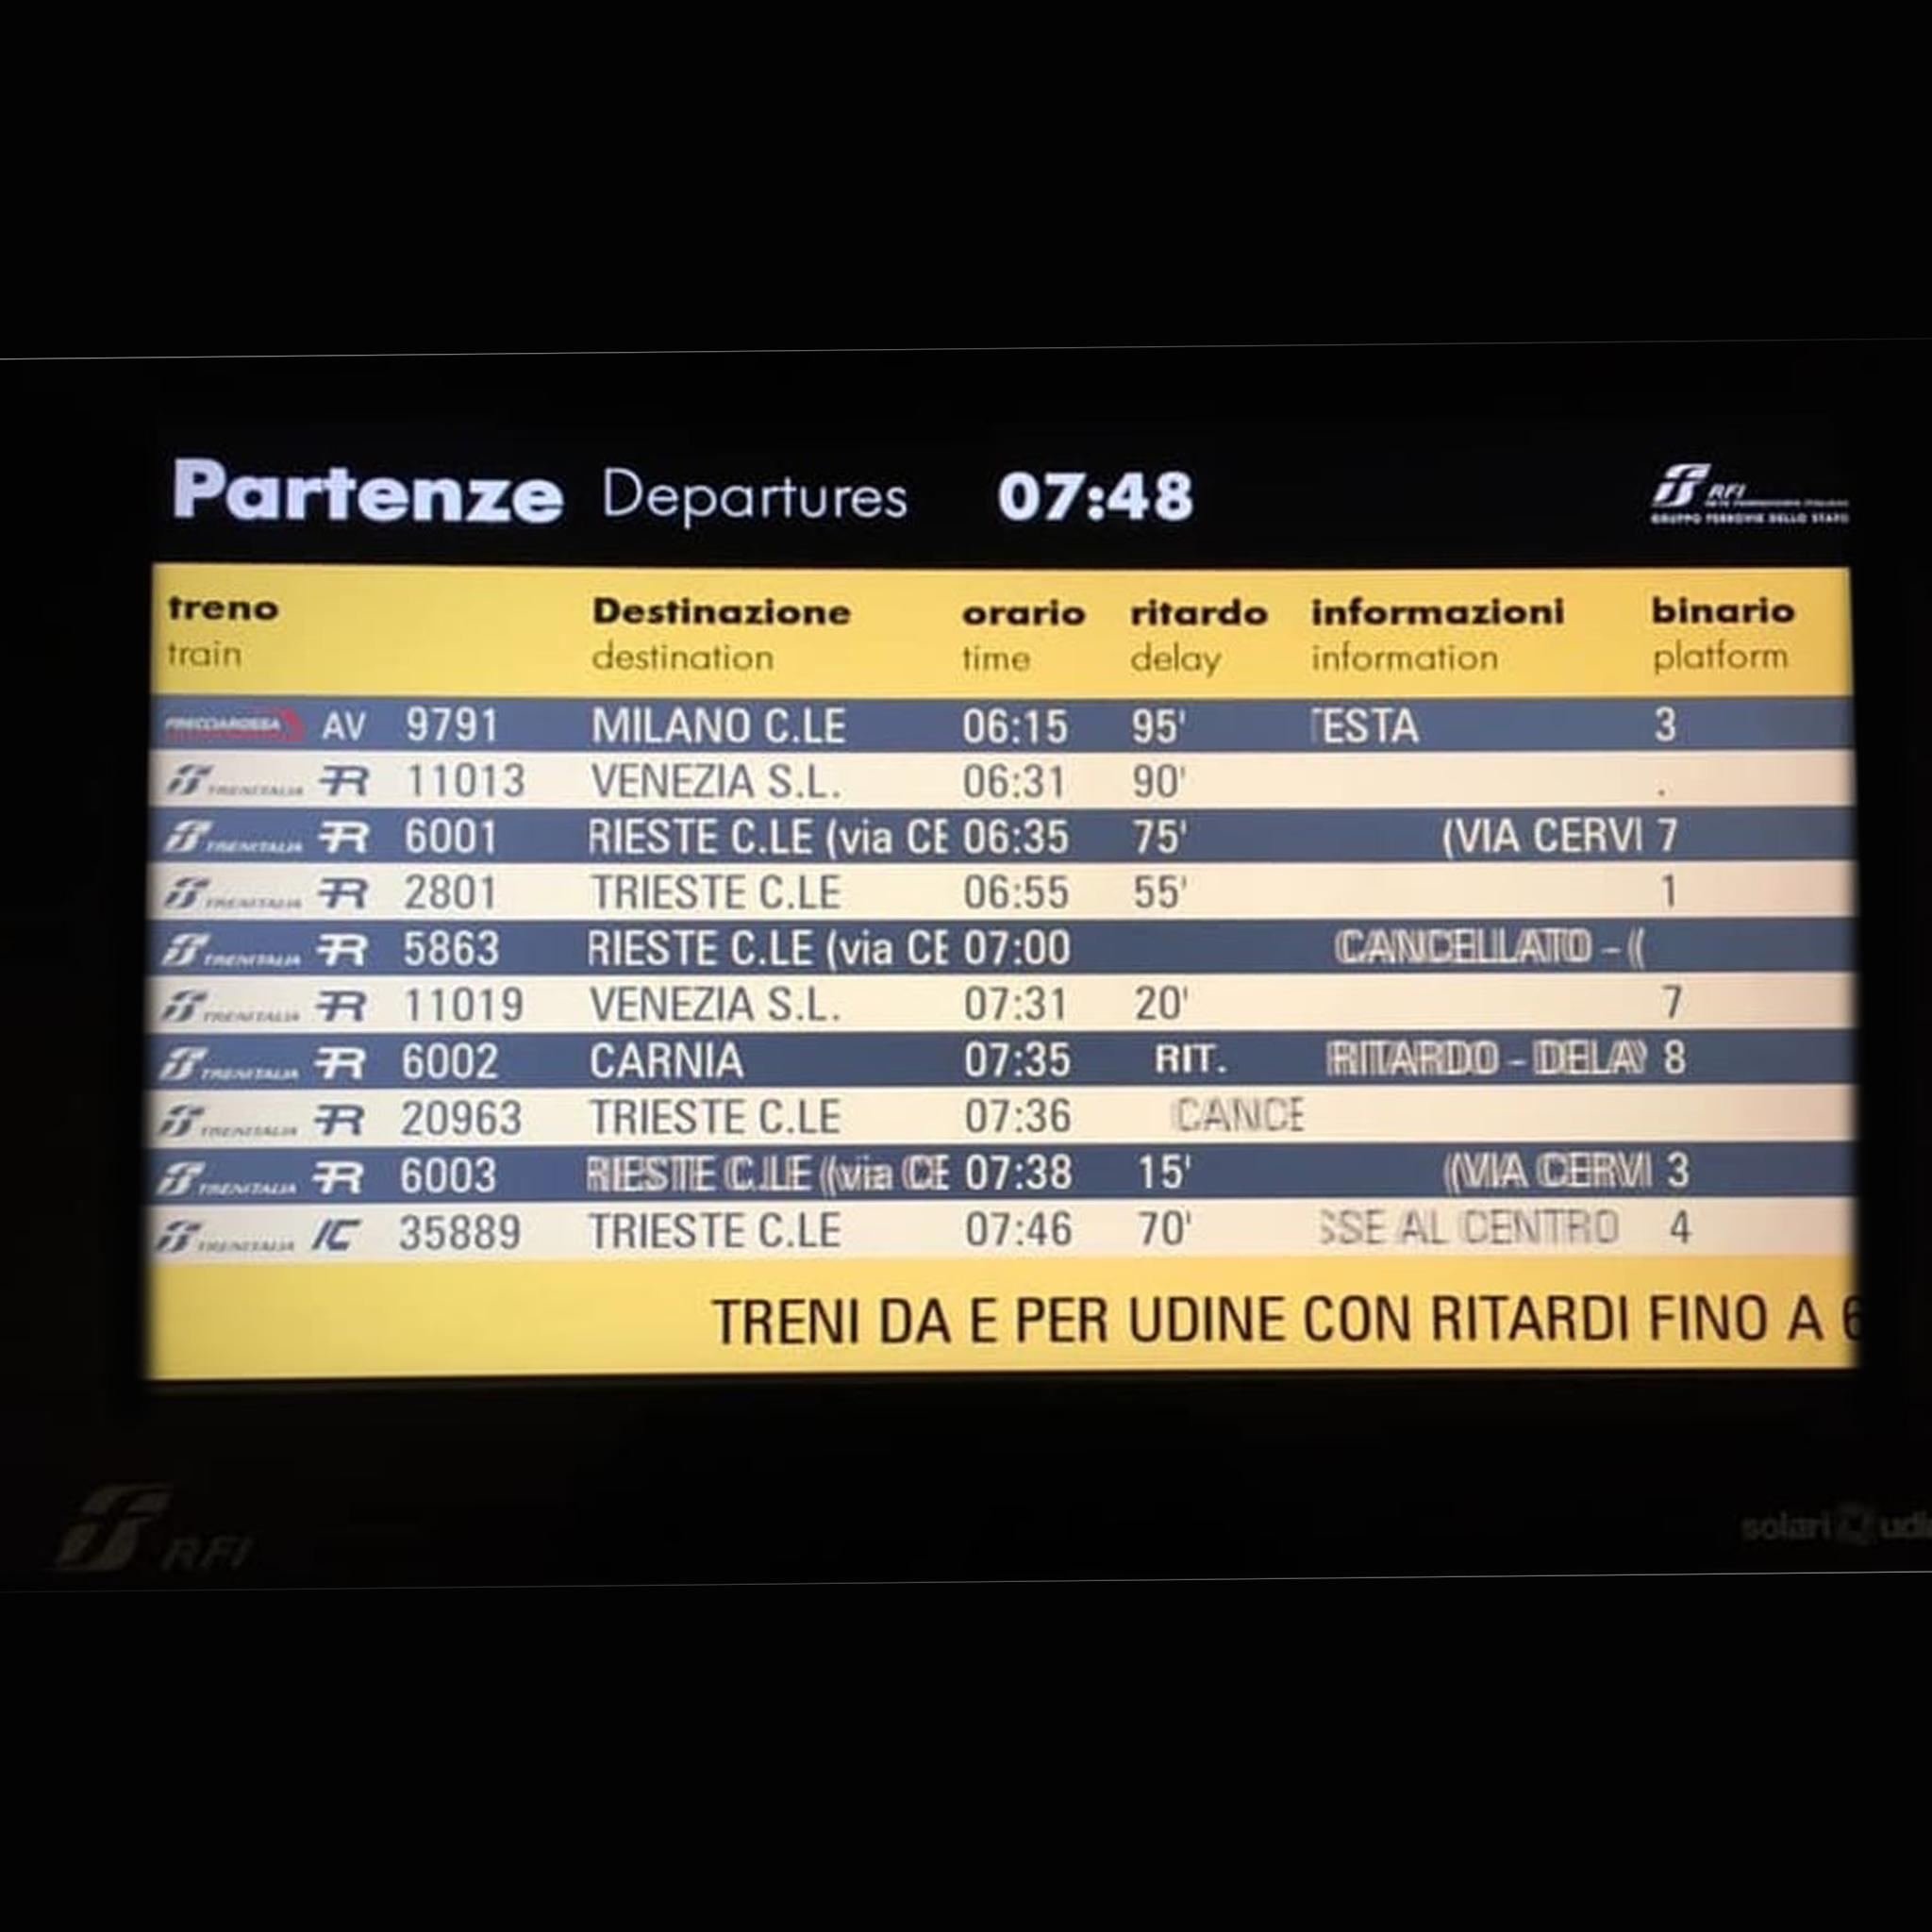 Partenze Departures 07:48
RFI
GRUPPO FERROVIE DELLO STATO
treno Destinazione orario ritardo informazioni binario
train destination time delay information platform
FRECCIAROSSA AV 9791 MILANO C.LE 06:15 95' TESTA 3
TRENITALIA R 11013 VENEZIA S.L. 06:31 90' .
TRENITALIA R 6001 RIESTE C.LE (via CE 06:35 75' (VIA CERVI 7
TRENITALIA R 2801 TRIESTE C.LE 06:55 55' 1
TRENITALIA R 5863 RIESTE C.LE (via CE 07:00 CANCELLATO - (
TRENITALIA R 11019 VENEZIA S.L. 07:31 20' 7
TRENITALIA R 6002 CARNIA 07:35 RIT. RITARDO - DELAY 8
TRENITALIA R 20963 TRIESTE C.LE 07:36 CANCE
TRENITALIA R 6003 RIESTE C.LE (via CE 07:38 15' (VIA CERVI 3
TRENITALIA IC 35889 TRIESTE C.LE 07:46 70' SSE AL CENTRO 4
TRENI DA E PER UDINE CON RITARDI FINO A 6
RFI
solari udi